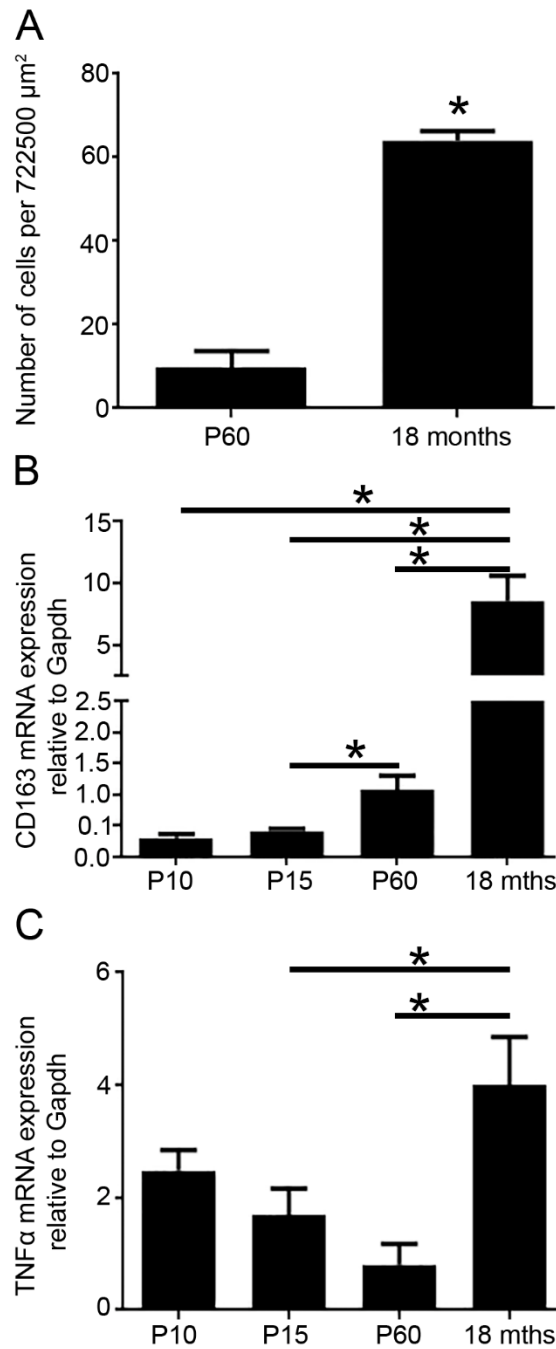 A
Number of cells per 722500 µm²
80
60
40
20
0
*
P60
18 months
B
CD163 mRNA expression
relative to Gapdh
15
10
5
2.5
2.0
1.5
1.0
0.1
0.0
*
*
*
*
P10
P15
P60
18 mths
C
TNFα mRNA expression
relative to Gapdh
6
4
2
0
*
*
P10
P15
P60
18 mths